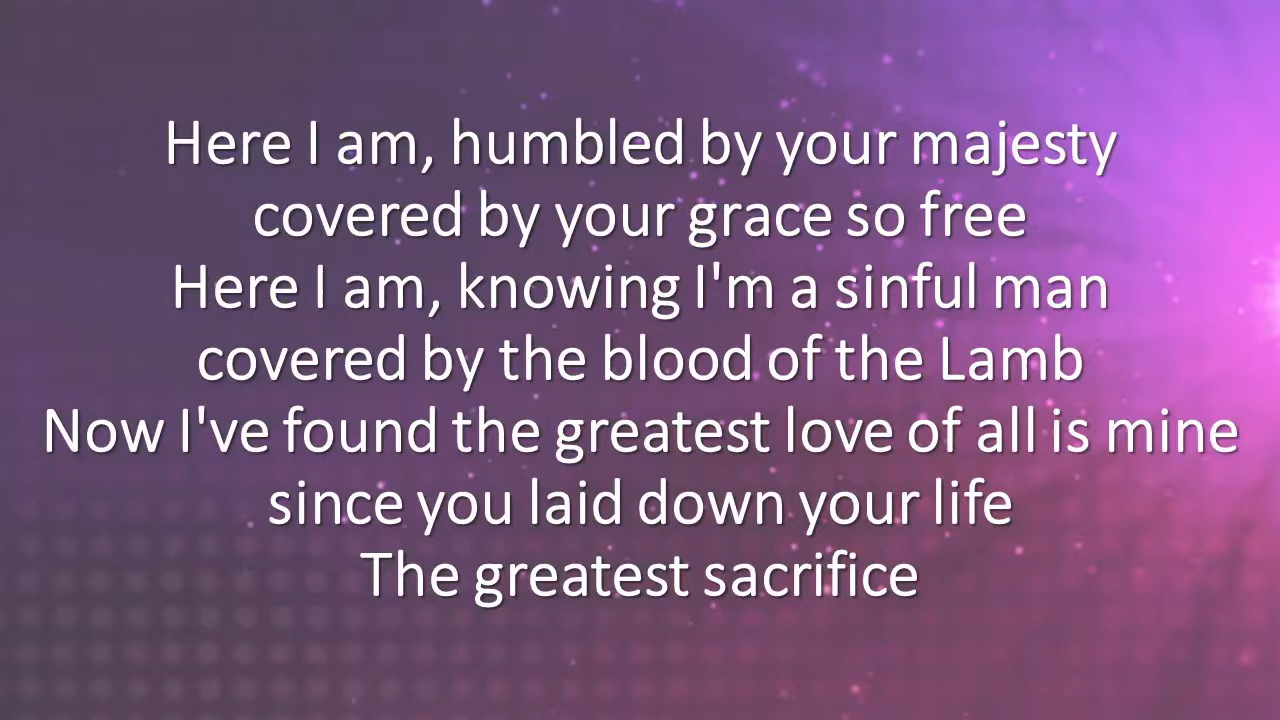 Here I am, humbled by your majesty
covered by your grace so free
Here I am, knowing I'm a sinful man
covered by the blood of the Lamb
Now I've found the greatest love of all is mine
since you laid down your life
The greatest sacrifice